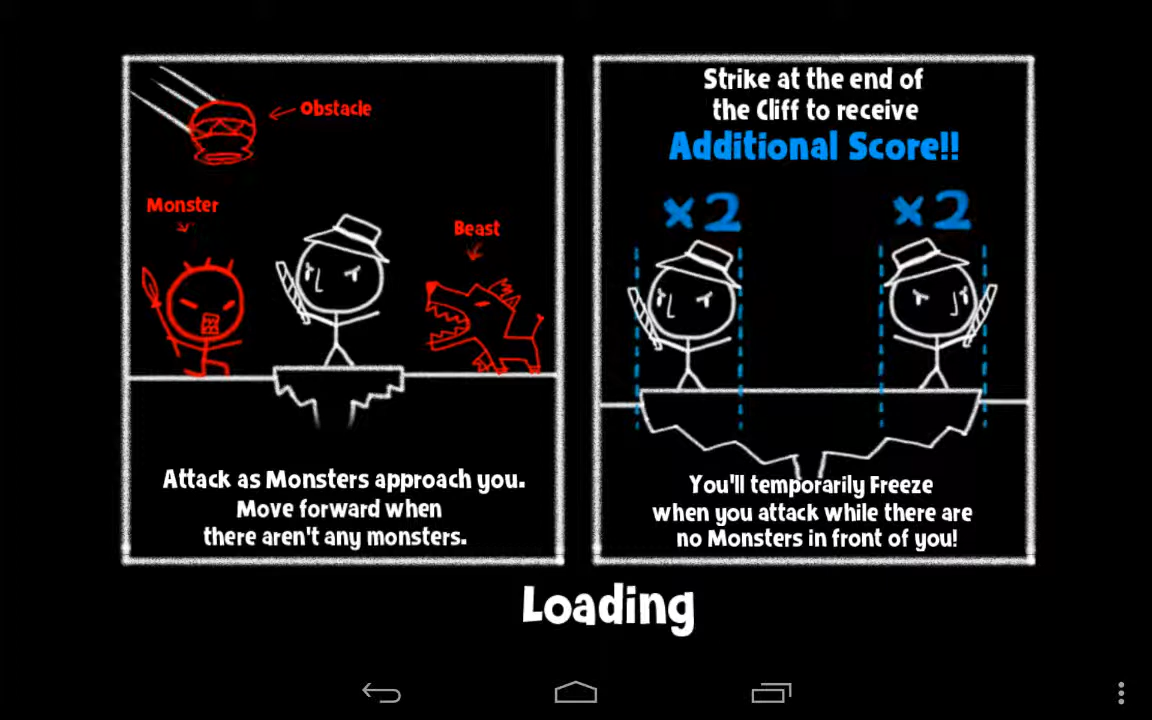 Obstacle
Monster
Beast
Attack as Monsters approach you.
Move forward when
there aren't any monsters.
Strike at the end of
the Cliff to receive
Additional Score!!
×2
×2
You'll temporarily Freeze
when you attack while there are
no Monsters in front of you!
Loading